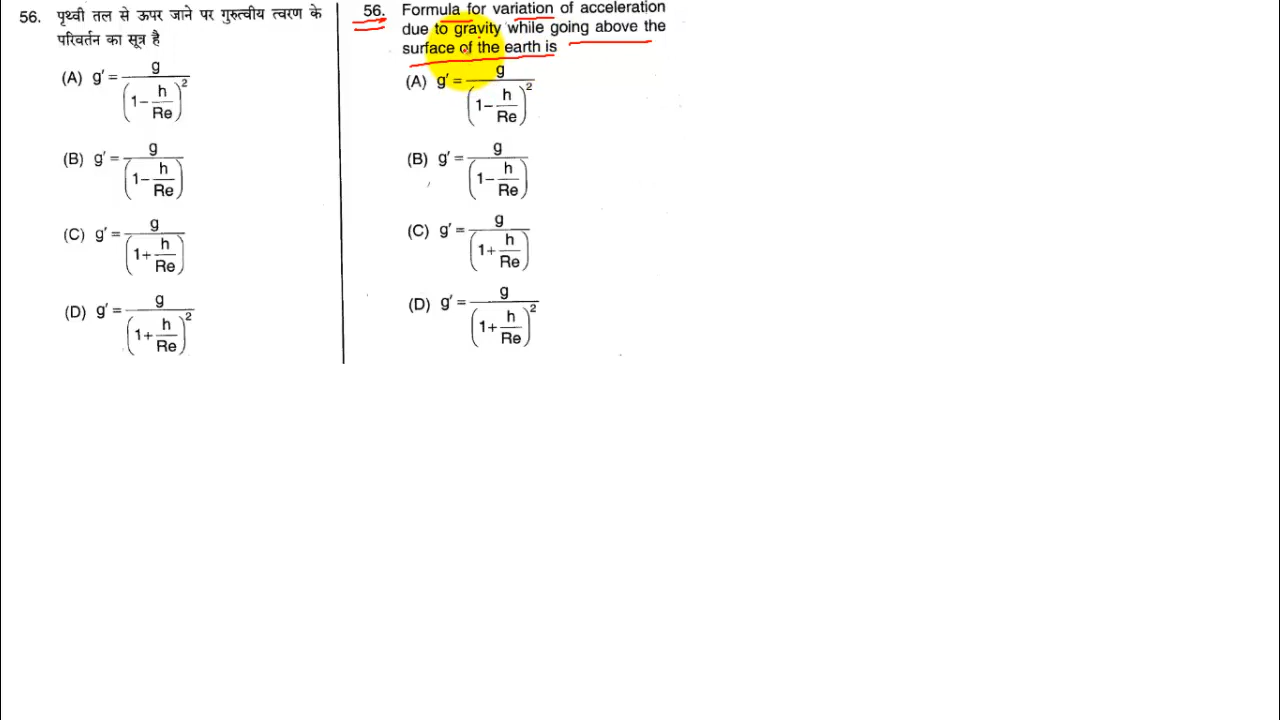 56. पृथ्वी तल से ऊपर जाने पर गुरुत्वीय त्वरण के
परिवर्तन का सूत्र है
(A) g′ = g / (1 − h/Re)²
(B) g′ = g / (1 − h/Re)
(C) g′ = g / (1 + h/Re)
(D) g′ = g / (1 + h/Re)²
56. Formula for variation of acceleration
due to gravity while going above the
surface of the earth is
(A) g′ = g / (1 − h/Re)²
(B) g′ = g / (1 − h/Re)
(C) g′ = g / (1 + h/Re)
(D) g′ = g / (1 + h/Re)²